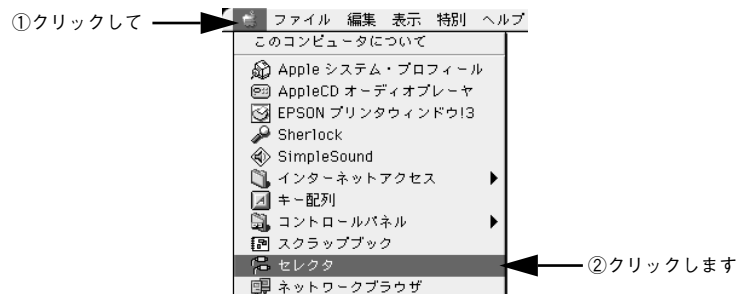 ①クリックして
ファイル 編集 表示 特別 ヘルプ
このコンピュータについて
Apple システム・プロフィール
AppleCD オーディオプレーヤ
EPSON プリンタウィンドウ!3
Sherlock
SimpleSound
インターネットアクセス
キー配列
コントロールパネル
スクラップブック
セレクタ
②クリックします
ネットワークブラウザ